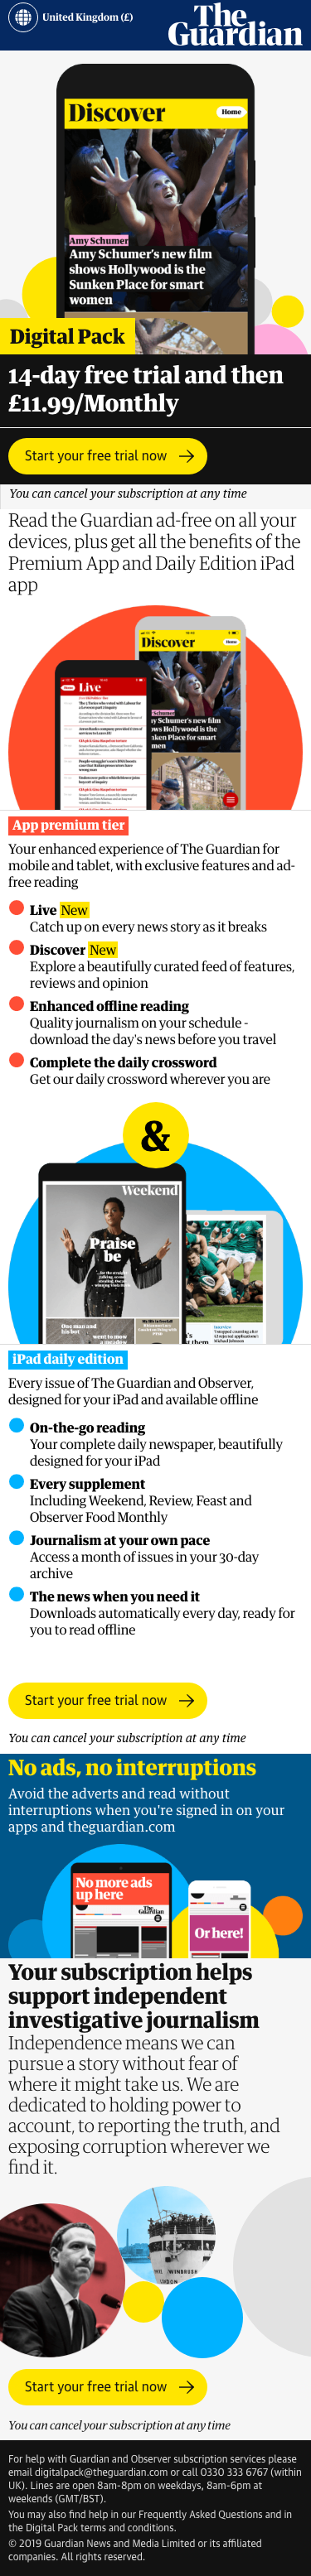 United Kingdom (£)
The
Guardian
Discover
Home
Amy Schumer
Amy Schumer's new film
shows Hollywood is the
Sunken Place for smart
women
Digital Pack
14-day free trial and then
£11.99/Monthly
Start your free trial now
You can cancel your subscription at any time
Read the Guardian ad-free on all your
devices, plus get all the benefits of the
Premium App and Daily Edition iPad
app
Discover
Home
Live
Schumer
y Schumer's new film
ws Hollywood is the
ken Place for smart
men
App premium tier
Your enhanced experience of The Guardian for
mobile and tablet, with exclusive features and ad-
free reading
Live New
Catch up on every news story as it breaks
Discover New
Explore a beautifully curated feed of features,
reviews and opinion
Enhanced offline reading
Quality journalism on your schedule -
download the day's news before you travel
Complete the daily crossword
Get our daily crossword wherever you are
&
Weekend
Praise
be
iPad daily edition
Every issue of The Guardian and Observer,
designed for your iPad and available offline
On-the-go reading
Your complete daily newspaper, beautifully
designed for your iPad
Every supplement
Including Weekend, Review, Feast and
Observer Food Monthly
Journalism at your own pace
Access a month of issues in your 30-day
archive
The news when you need it
Downloads automatically every day, ready for
you to read offline
Start your free trial now
You can cancel your subscription at any time
No ads, no interruptions
Avoid the adverts and read without
interruptions when you're signed in on your
apps and theguardian.com
No more ads
up here
The
Guardian
Or here!
Your subscription helps
support independent
investigative journalism
Independence means we can
pursue a story without fear of
where it might take us. We are
dedicated to holding power to
account, to reporting the truth, and
exposing corruption wherever we
find it.
WINDRUSH
Start your free trial now
You can cancel your subscription at any time
For help with Guardian and Observer subscription services please
email digitalpack@theguardian.com or call 0330 333 6767 (within
UK). Lines are open 8am-8pm on weekdays, 8am-6pm at
weekends (GMT/BST).
You may also find help in our Frequently Asked Questions and in
the Digital Pack terms and conditions.
© 2019 Guardian News and Media Limited or its affiliated
companies. All rights reserved.